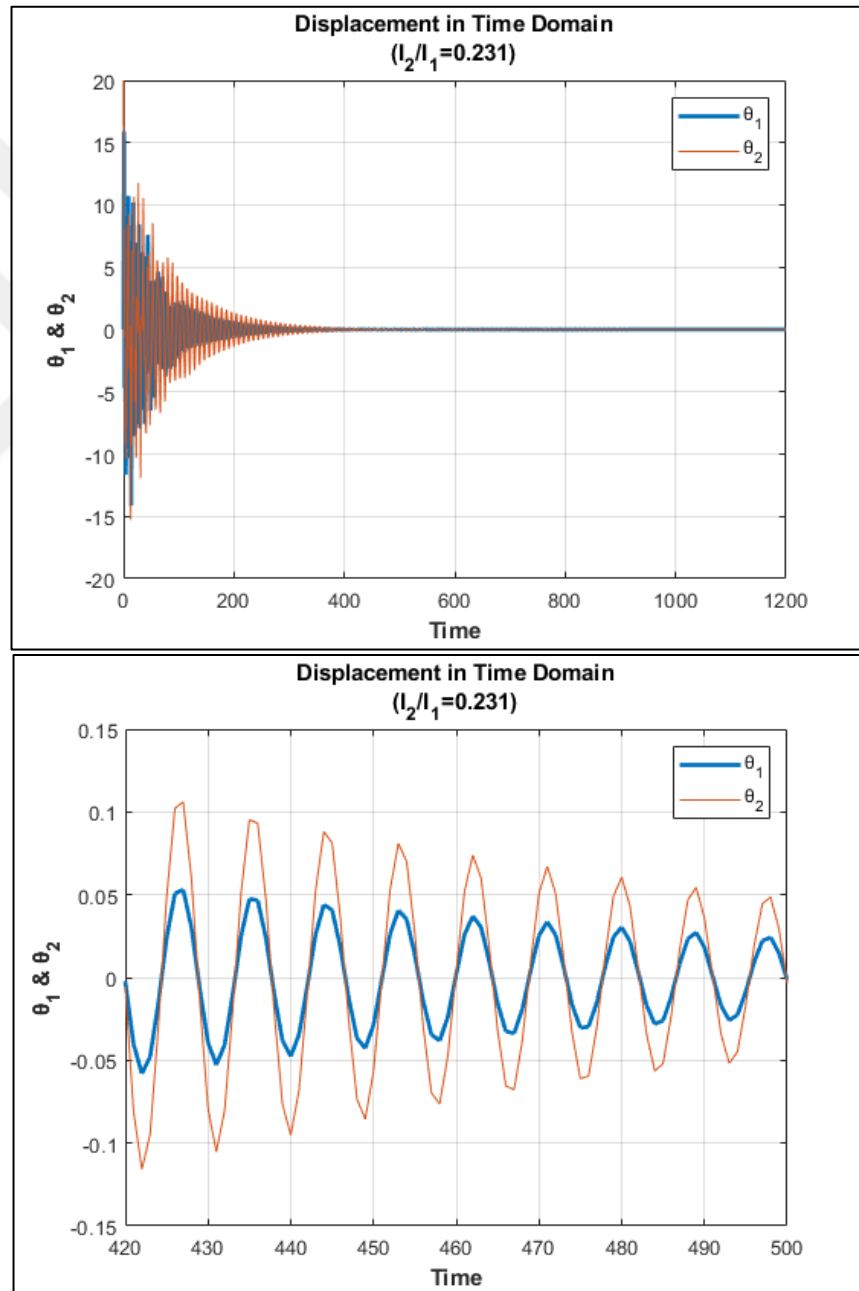 Displacement in Time Domain
(I₂/I₁=0.231)
θ₁
θ₂
20
15
10
5
0
-5
-10
-15
-20
θ₁ & θ₂
0 200 400 600 800 1000 1200
Time
Displacement in Time Domain
(I₂/I₁=0.231)
θ₁
θ₂
0.15
0.1
0.05
0
-0.05
-0.1
-0.15
θ₁ & θ₂
420 430 440 450 460 470 480 490 500
Time